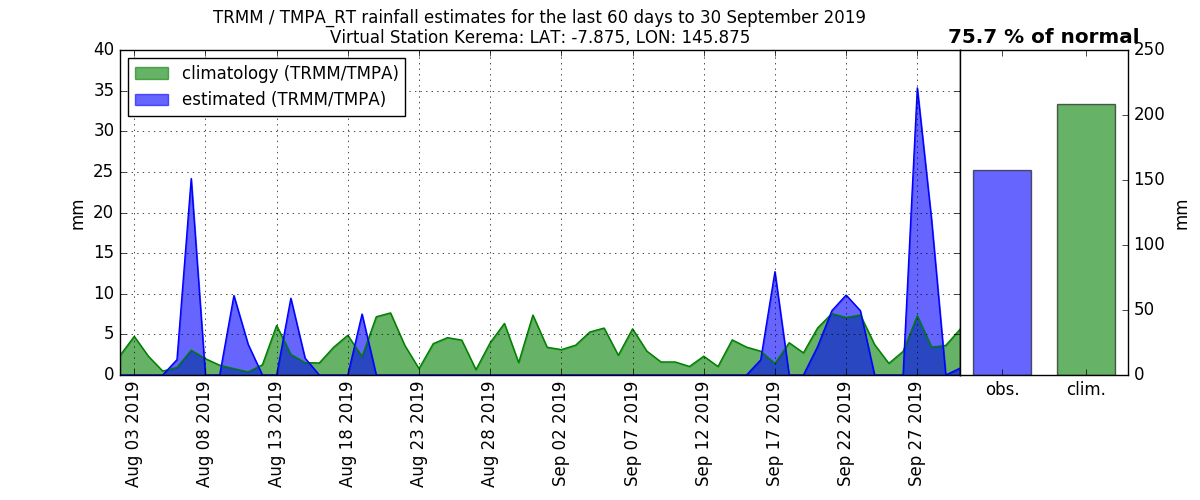 TRMM / TMPA_RT rainfall estimates for the last 60 days to 30 September 2019
Virtual Station Kerema: LAT: -7.875, LON: 145.875
75.7 % of normal
climatology (TRMM/TMPA)
estimated (TRMM/TMPA)
40
35
30
25
20
15
10
5
0
mm
Aug 03 2019
Aug 08 2019
Aug 13 2019
Aug 18 2019
Aug 23 2019
Aug 28 2019
Sep 02 2019
Sep 07 2019
Sep 12 2019
Sep 17 2019
Sep 22 2019
Sep 27 2019
250
200
150
100
50
0
mm
obs.
clim.